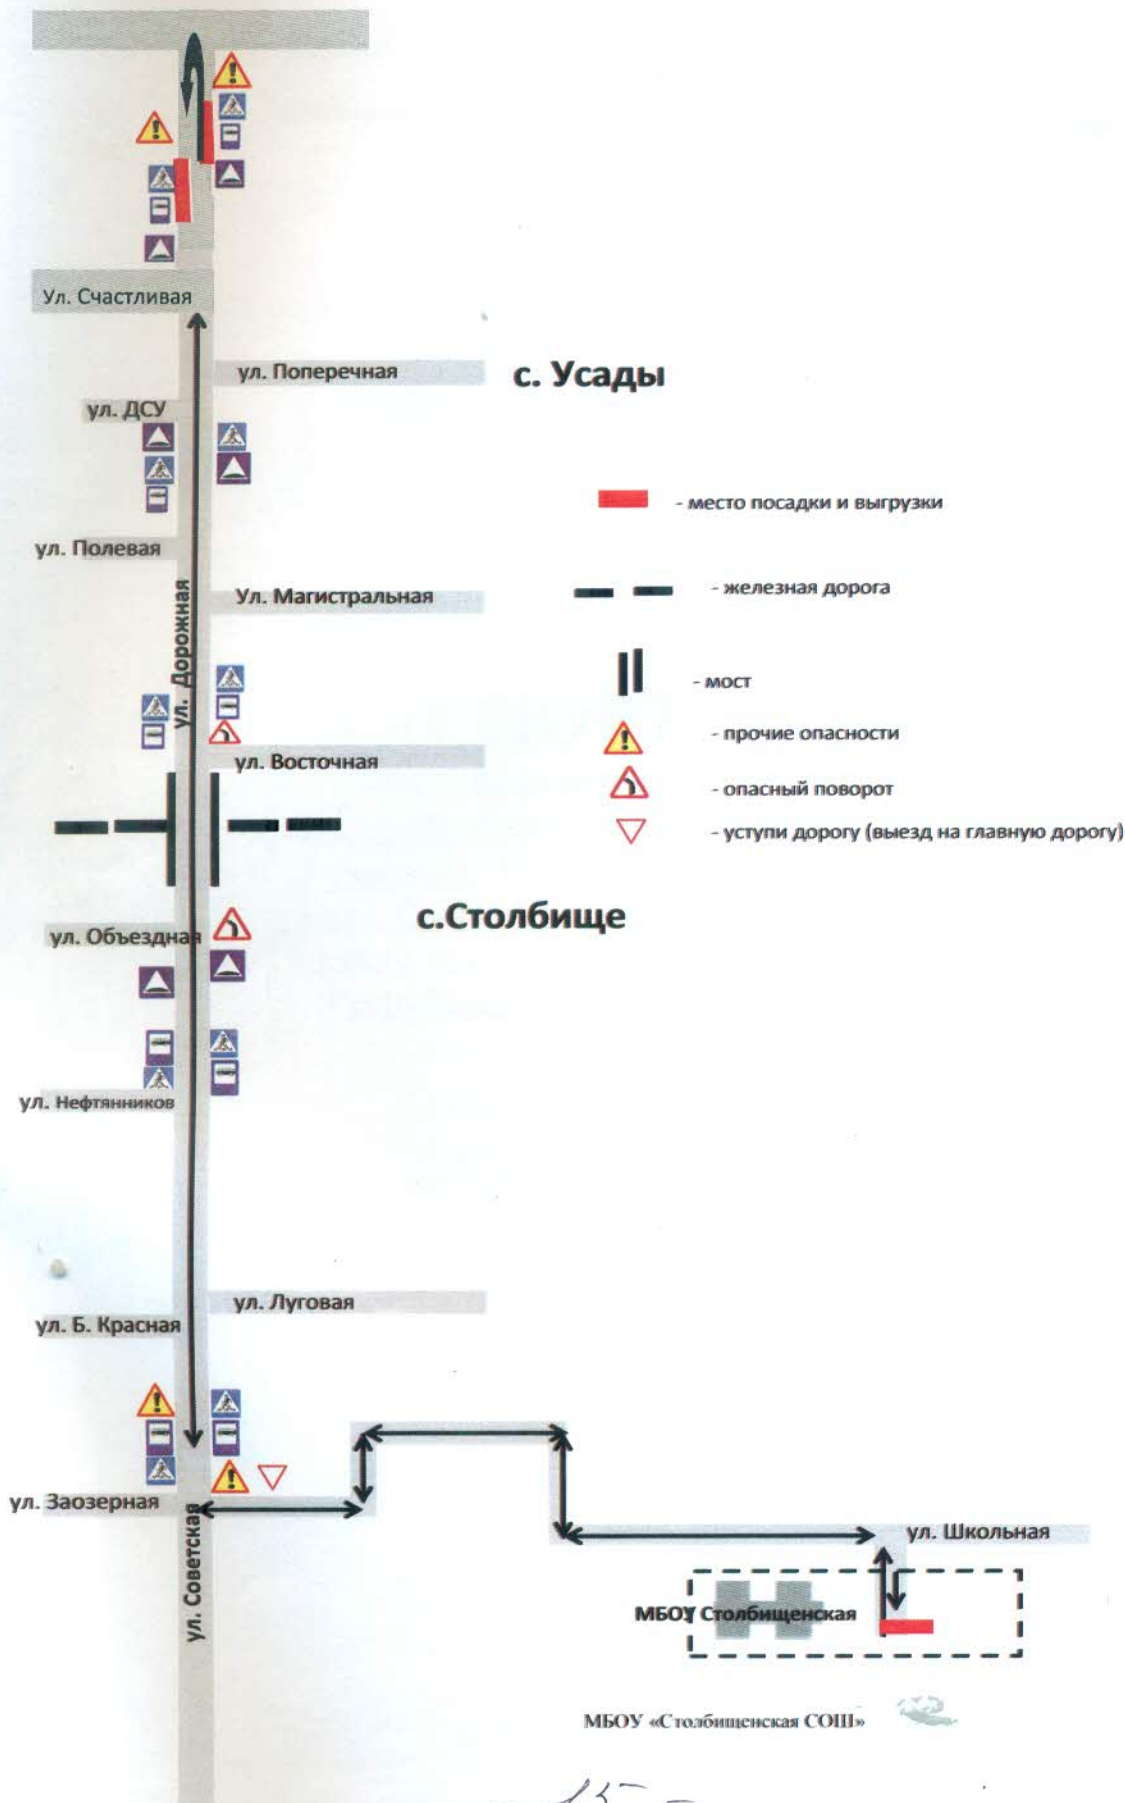 Ул. Счастливая
ул. Поперечная
с. Усады
ул. ДСУ
- место посадки и выгрузки
ул. Полевая
- железная дорога
Ул. Магистральная
ул. Дорожная
- мост
- прочие опасности
ул. Восточная
- опасный поворот
- уступи дорогу (выезд на главную дорогу)
с.Столбище
ул. Объездная
ул. Нефтянников
ул. Луговая
ул. Б. Красная
ул. Заозерная
ул. Советская
ул. Школьная
МБОУ Столбищенская
МБОУ «Столбищенская СОШ»
15